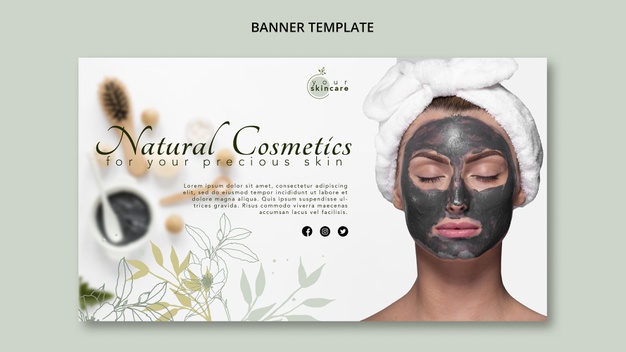 BANNER TEMPLATE
your
skincare
Natural Cosmetics
for your precious skin
Lorem ipsum dolor sit amet, consectetur adipiscing
elit, sed do eiusmod tempor incididunt ut labore et
dolore magna aliqua. Quis ipsum suspendisse ul-
trices gravida. Risus commodo viverra maecenas
accumsan lacus vel facilisis.